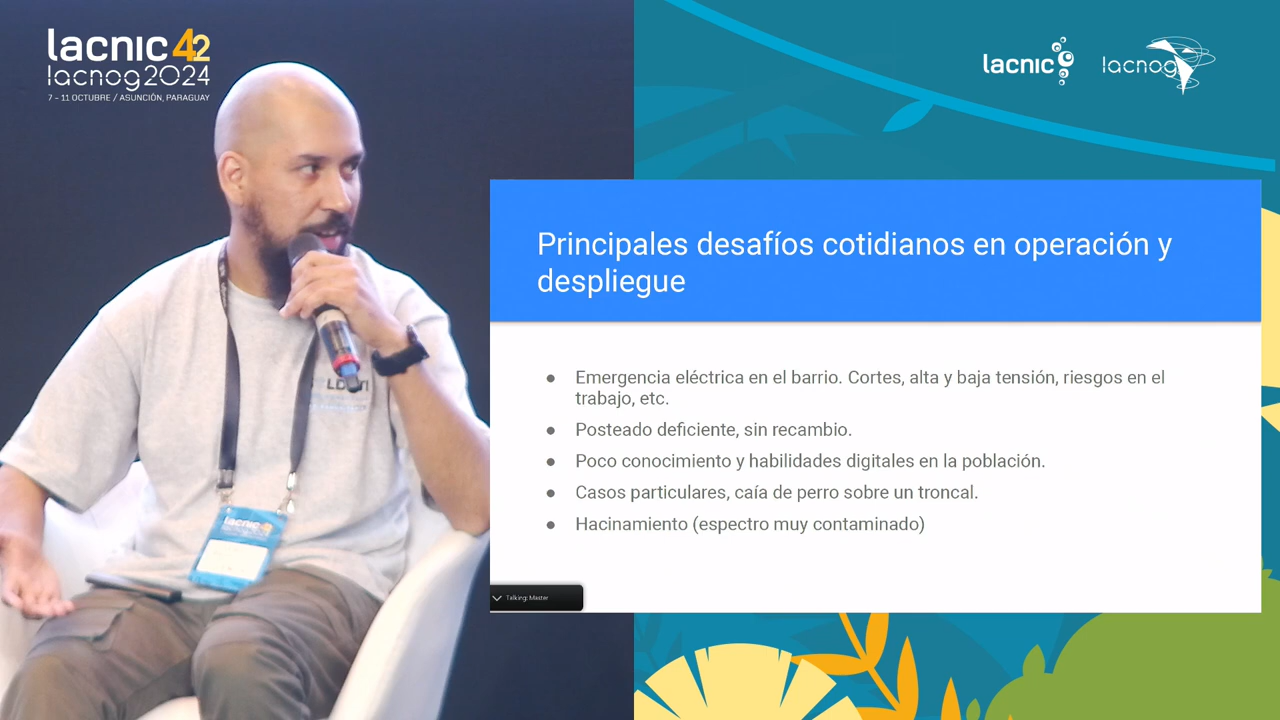 lacnic 42
lacnog2024
7 - 11 OCTUBRE / ASUNCIÓN, PARAGUAY
lacnic
lacnog
Principales desafíos cotidianos en operación y
despliegue
● Emergencia eléctrica en el barrio. Cortes, alta y baja tensión, riesgos en el
trabajo, etc.
● Posteado deficiente, sin recambio.
● Poco conocimiento y habilidades digitales en la población.
● Casos particulares, caía de perro sobre un troncal.
● Hacinamiento (espectro muy contaminado)
Talking: Master
lacnic42